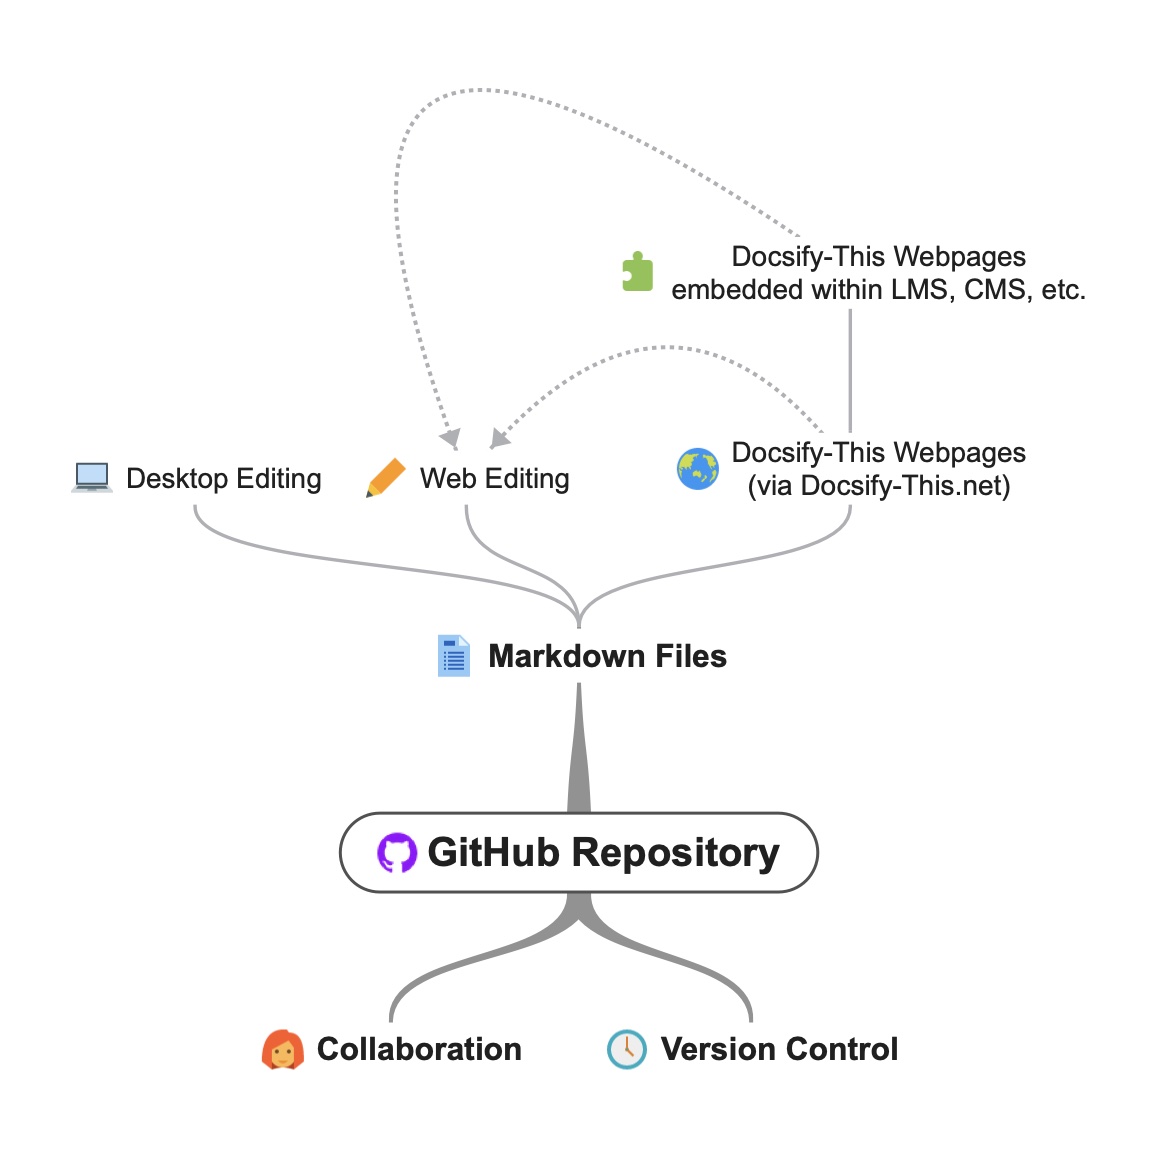 Docsify-This Webpages
embedded within LMS, CMS, etc.
Desktop Editing
Web Editing
Docsify-This Webpages
(via Docsify-This.net)
Markdown Files
GitHub Repository
Collaboration
Version Control